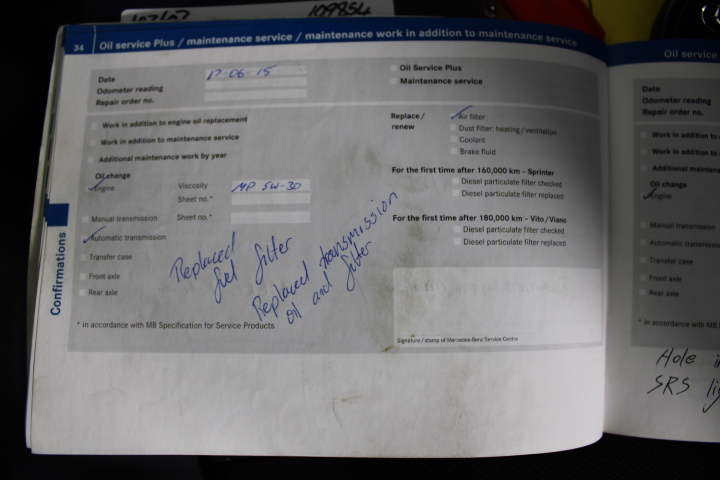 109854
34 Oil service Plus / maintenance service / maintenance work in addition to maintenance service
Date 17-06-15
Odometer reading
Repair order no.
Oil Service Plus
Maintenance service
Work in addition to engine oil replacement
Work in addition to maintenance service
Additional maintenance work by year
Replace / renew
Air filter
Dust filter: heating / ventilation
Coolant
Brake fluid
Oil change
Engine
Viscosity MP 5W-30
Sheet no.*
Manual transmission Sheet no.*
Automatic transmission
Transfer case
Front axle
Rear axle
For the first time after 160,000 km - Sprinter
Diesel particulate filter checked
Diesel particulate filter replaced
For the first time after 180,000 km - Vito / Viano
Diesel particulate filter checked
Diesel particulate filter replaced
Replaced
fuel filter
Replaced transmission
oil and filter
* in accordance with MB Specification for Service Products
Signature / stamp of Mercedes-Benz Service Centre
Confirmations
Oil service
Date
Odometer reading
Repair order no.
Work in addition
Work in addition
Additional
Oil change
Engine
Manual transmission
Automatic transmission
Transfer case
Front axle
Rear axle
* in accordance with MB
Hole
SRS